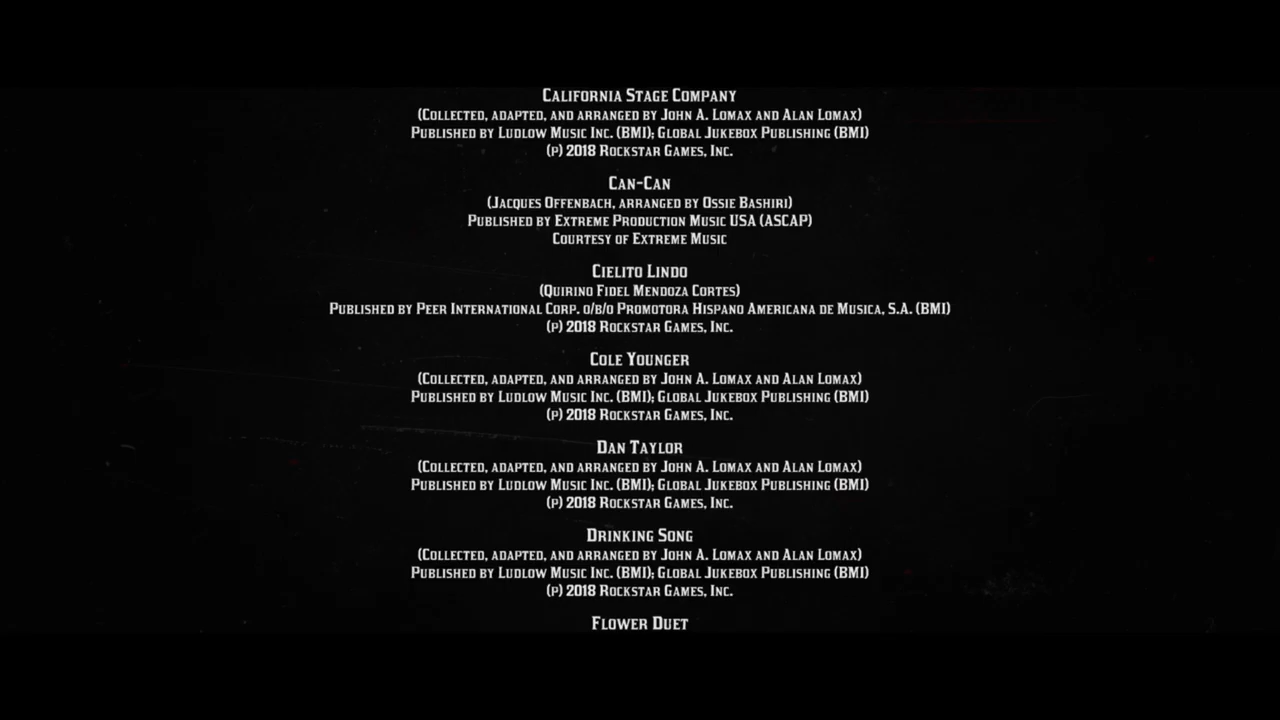 California Stage Company
(Collected, adapted, and arranged by John A. Lomax and Alan Lomax)
Published by Ludlow Music Inc. (BMI); Global Jukebox Publishing (BMI)
(p) 2018 Rockstar Games, Inc.
Can-Can
(Jacques Offenbach, arranged by Ossie Bashiri)
Published by Extreme Production Music USA (ASCAP)
Courtesy of Extreme Music
Cielito Lindo
(Quirino Fidel Mendoza Cortes)
Published by Peer International Corp. o/b/o Promotora Hispano Americana de Musica, S.A. (BMI)
(p) 2018 Rockstar Games, Inc.
Cole Younger
(Collected, adapted, and arranged by John A. Lomax and Alan Lomax)
Published by Ludlow Music Inc. (BMI); Global Jukebox Publishing (BMI)
(p) 2018 Rockstar Games, Inc.
Dan Taylor
(Collected, adapted, and arranged by John A. Lomax and Alan Lomax)
Published by Ludlow Music Inc. (BMI); Global Jukebox Publishing (BMI)
(p) 2018 Rockstar Games, Inc.
Drinking Song
(Collected, adapted, and arranged by John A. Lomax and Alan Lomax)
Published by Ludlow Music Inc. (BMI); Global Jukebox Publishing (BMI)
(p) 2018 Rockstar Games, Inc.
Flower Duet